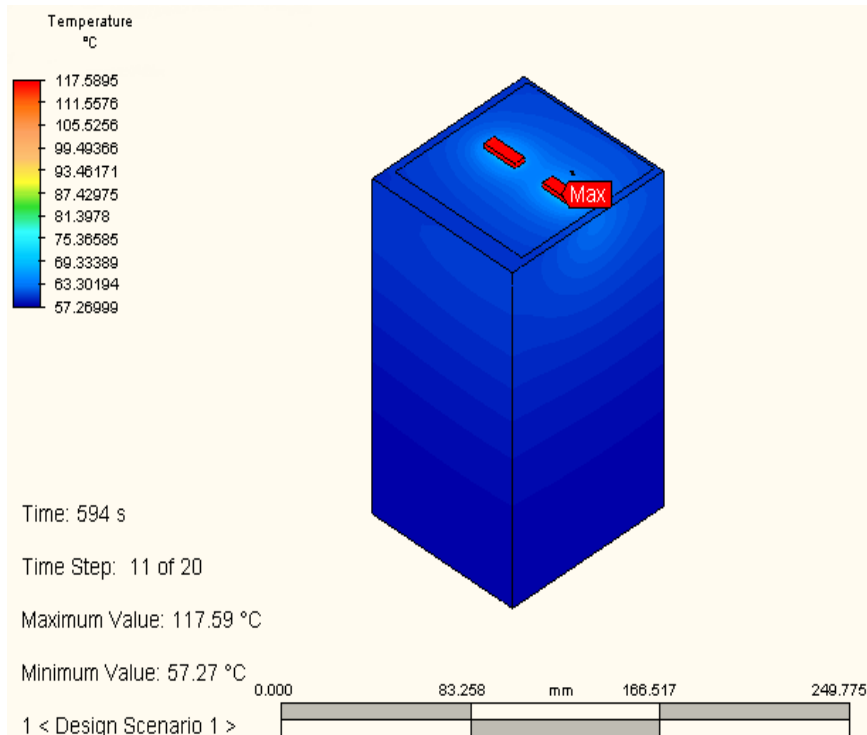 Temperature
°C
117.5895
111.5576
105.5256
99.49366
93.46171
87.42975
81.3978
75.36585
69.33389
63.30194
57.26999
Max
Time: 594 s
Time Step: 11 of 20
Maximum Value: 117.59 °C
Minimum Value: 57.27 °C
0.000 83.258 mm 166.517 249.775
1 < Design Scenario 1 >